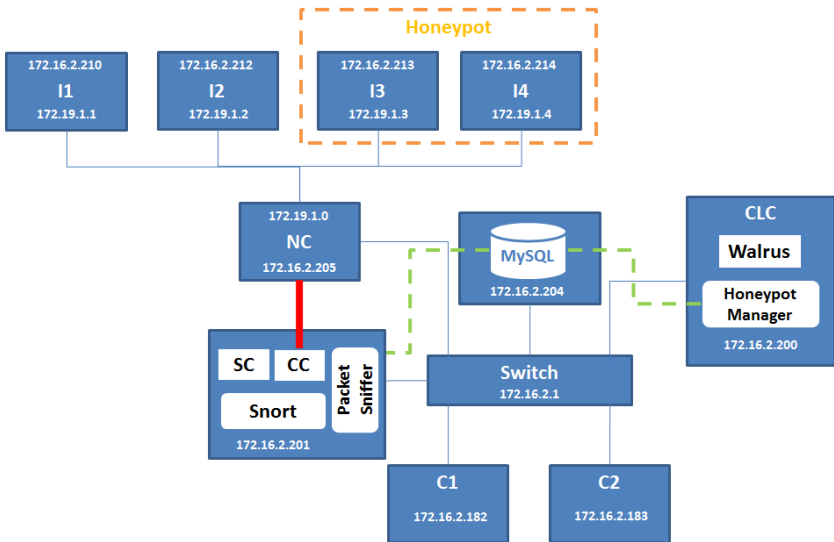 Honeypot
172.16.2.210
I1
172.19.1.1
172.16.2.212
I2
172.19.1.2
172.16.2.213
I3
172.19.1.3
172.16.2.214
I4
172.19.1.4
172.19.1.0
NC
172.16.2.205
MySQL
172.16.2.204
CLC
Walrus
Honeypot
Manager
172.16.2.200
SC
CC
Snort
Packet
Sniffer
172.16.2.201
Switch
172.16.2.1
C1
172.16.2.182
C2
172.16.2.183